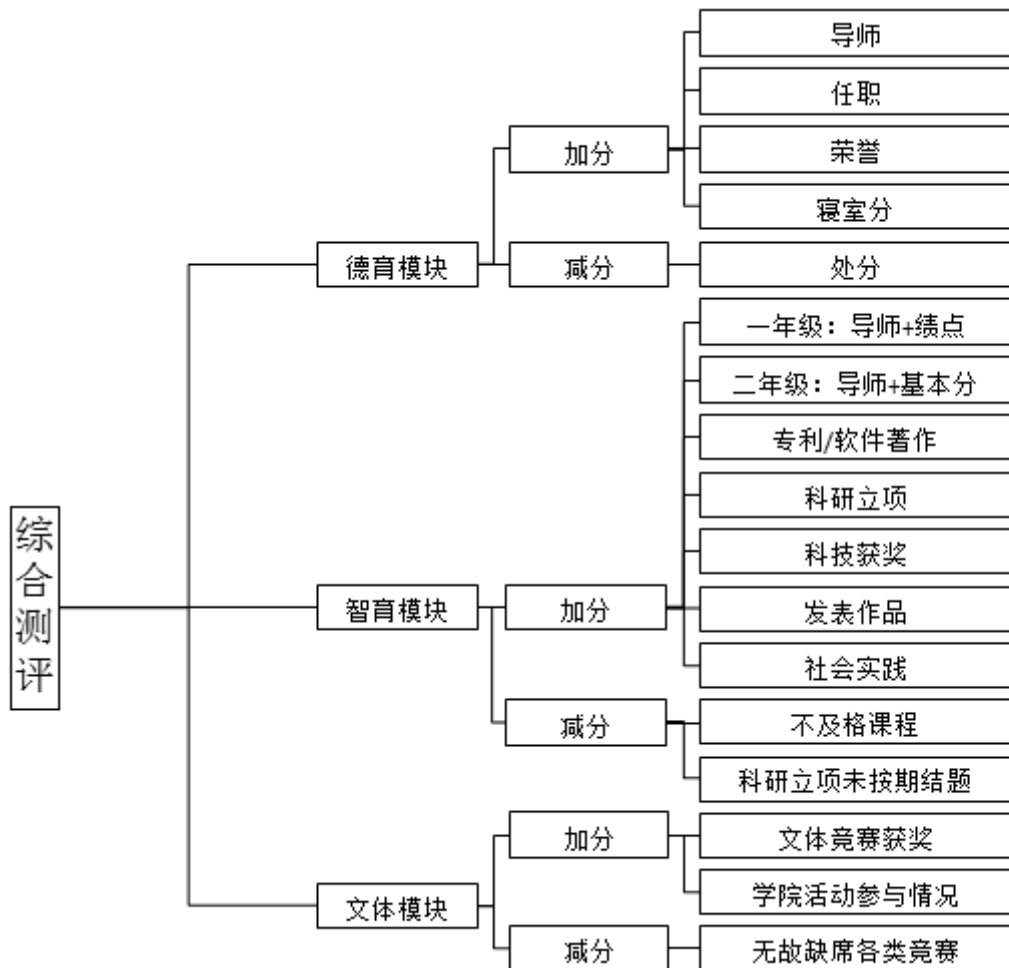 综合测评
德育模块
加分
导师
任职
荣誉
寝室分
减分
处分
智育模块
加分
一年级：导师+绩点
二年级：导师+基本分
专利/软件著作
科研立项
科技获奖
发表作品
社会实践
减分
不及格课程
科研立项未按期结题
文体模块
加分
文体竞赛获奖
学院活动参与情况
减分
无故缺席各类竞赛